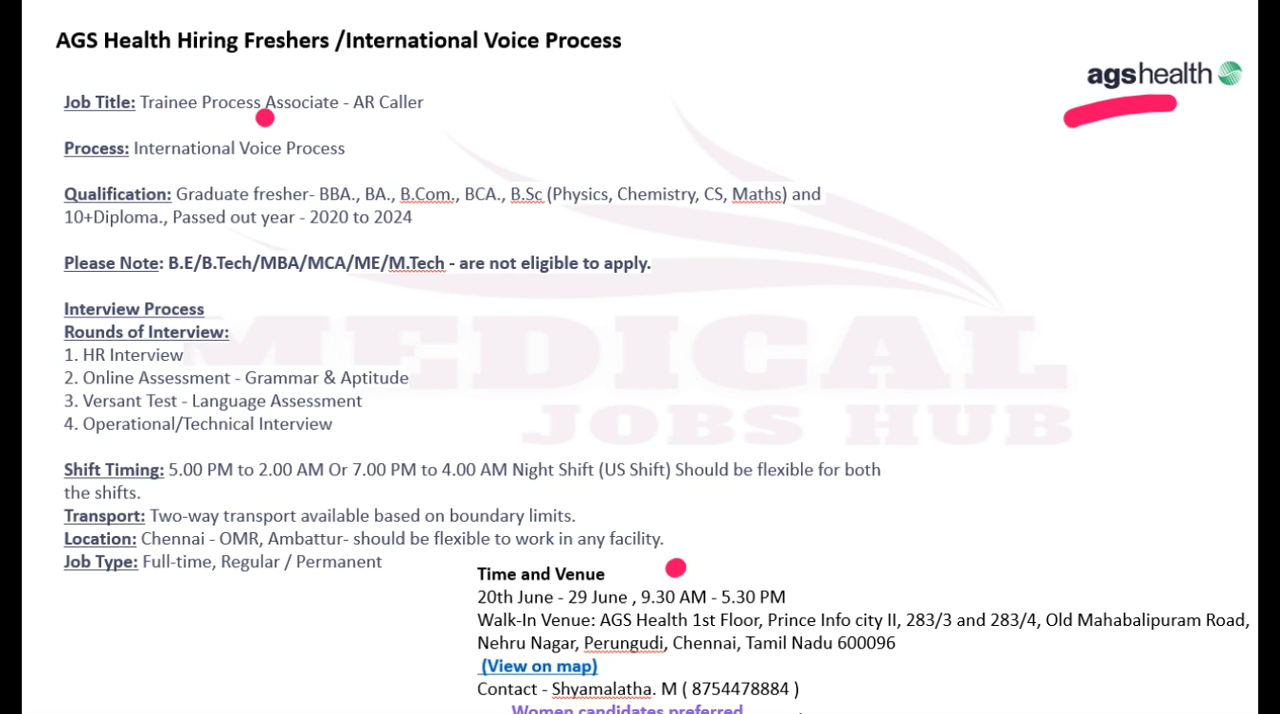 AGS Health Hiring Freshers /International Voice Process
agshealth
Job Title: Trainee Process Associate - AR Caller
Process: International Voice Process
Qualification: Graduate fresher- BBA., BA., B.Com., BCA., B.Sc (Physics, Chemistry, CS, Maths) and
10+Diploma., Passed out year - 2020 to 2024
Please Note: B.E/B.Tech/MBA/MCA/ME/M.Tech - are not eligible to apply.
Interview Process
Rounds of Interview:
1. HR Interview
2. Online Assessment - Grammar & Aptitude
3. Versant Test - Language Assessment
4. Operational/Technical Interview
MEDICAL
JOBS HUB
Shift Timing: 5.00 PM to 2.00 AM Or 7.00 PM to 4.00 AM Night Shift (US Shift) Should be flexible for both
the shifts.
Transport: Two-way transport available based on boundary limits.
Location: Chennai - OMR, Ambattur- should be flexible to work in any facility.
Job Type: Full-time, Regular / Permanent
Time and Venue
20th June - 29 June , 9.30 AM - 5.30 PM
Walk-In Venue: AGS Health 1st Floor, Prince Info city II, 283/3 and 283/4, Old Mahabalipuram Road,
Nehru Nagar, Perungudi, Chennai, Tamil Nadu 600096
(View on map)
Contact - Shyamalatha. M ( 8754478884 )
Women candidates preferred